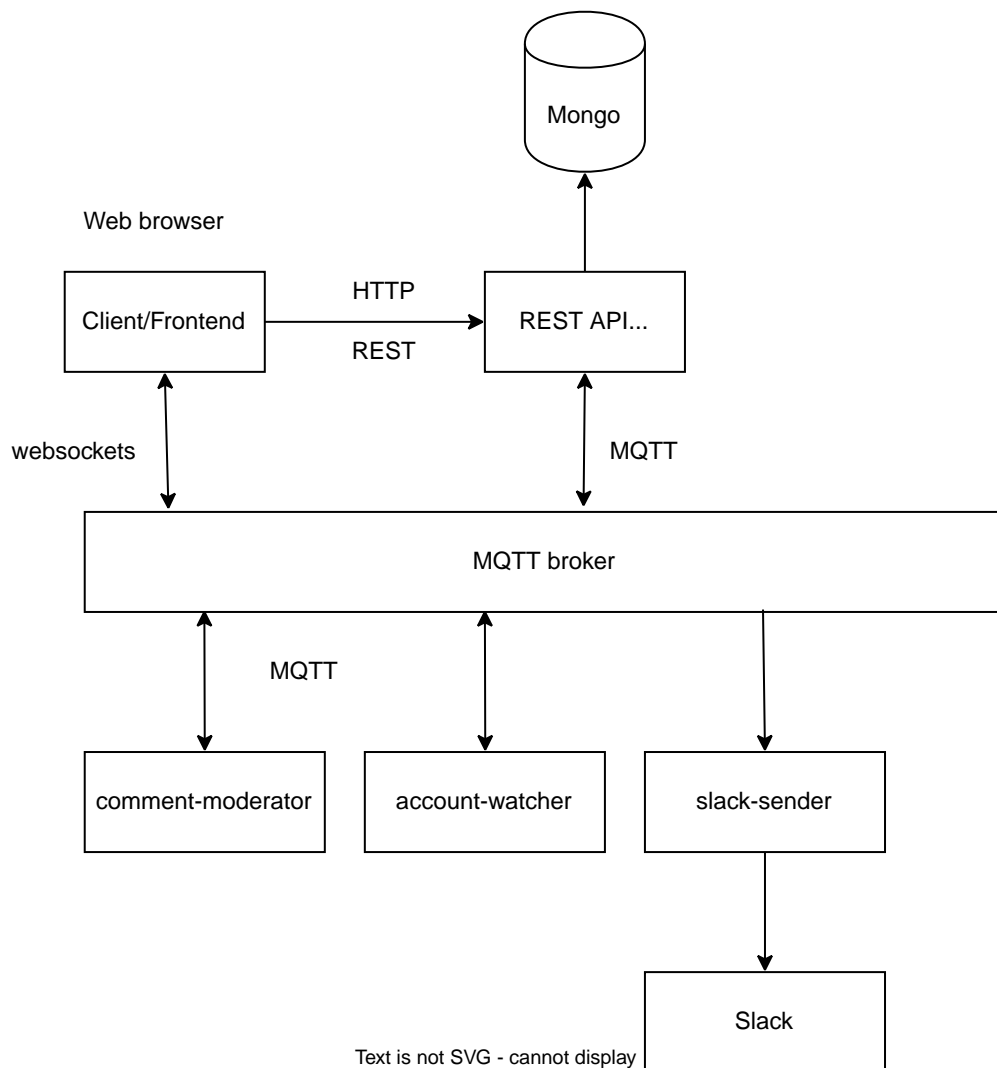 Mongo
Web browser
HTTP
Client/Frontend
REST API...
REST
websockets
MQTT
MQTT broker
MQTT
comment-moderator
account-watcher
slack-sender
Slack
Text is not SVG - cannot display